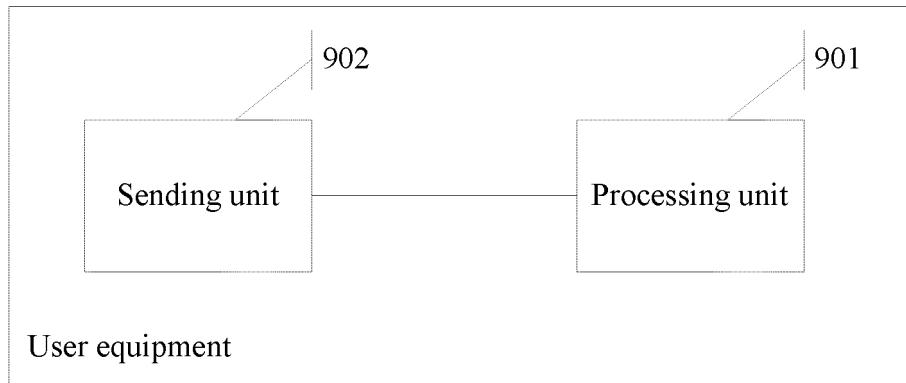 902
901
Sending unit
Processing unit
User equipment